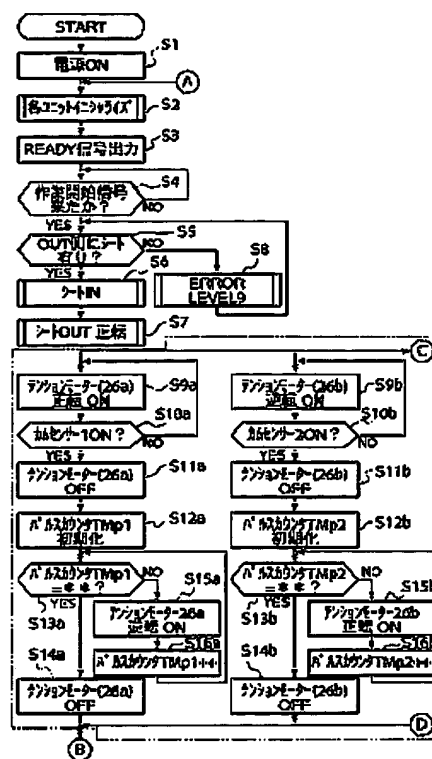 START
S1
電源ON
A
S2
各ユニットイニシャライズ
S3
READY信号出力
S4
作業開始信号
来たか?
NO
YES
S5
OUT側にシート
有り?
NO
YES
S6
S8
シートIN
ERROR
LEVEL9
S7
シートOUT 正転
C
テンションモーター(26a)
正転 ON
S9a
テンションモーター(26b)
逆転 ON
S9b
S10a
カムセンサー1ON?
NO
YES
S10b
カムセンサー2ON?
NO
YES
S11a
テンションモーター(26a)
OFF
S11b
テンションモーター(26b)
OFF
S12a
パルスカウンタTMp1
初期化
S12b
パルスカウンタTMp2
初期化
パルスカウンタTMp1
=**?
NO
YES
S13a
S15a
テンションモーター26a
逆転 ON
S16a
パルスカウンタTMp1++
パルスカウンタTMp2
=**?
NO
YES
S13b
S15b
テンションモーター26b
正転 ON
S16b
パルスカウンタTMp2++
S14a
テンションモーター(26a)
OFF
S14b
テンションモーター(26b)
OFF
D
B